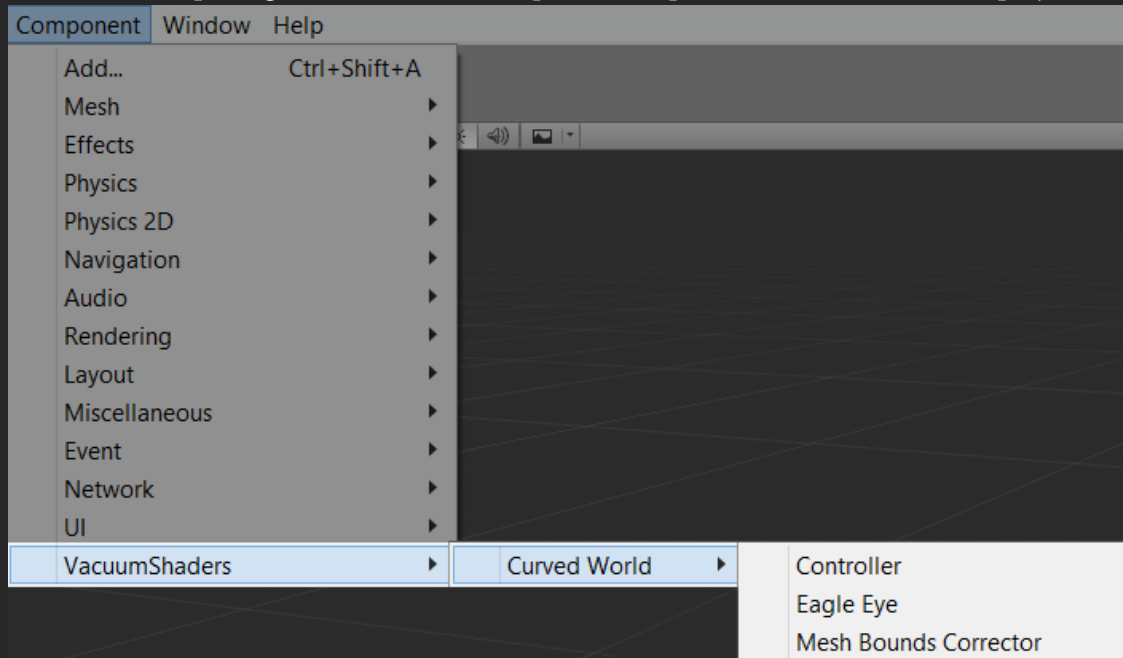 Component Window Help
Add... Ctrl+Shift+A
Mesh
Effects
Physics
Physics 2D
Navigation
Audio
Rendering
Layout
Miscellaneous
Event
Network
UI
VacuumShaders Curved World Controller
Eagle Eye
Mesh Bounds Corrector